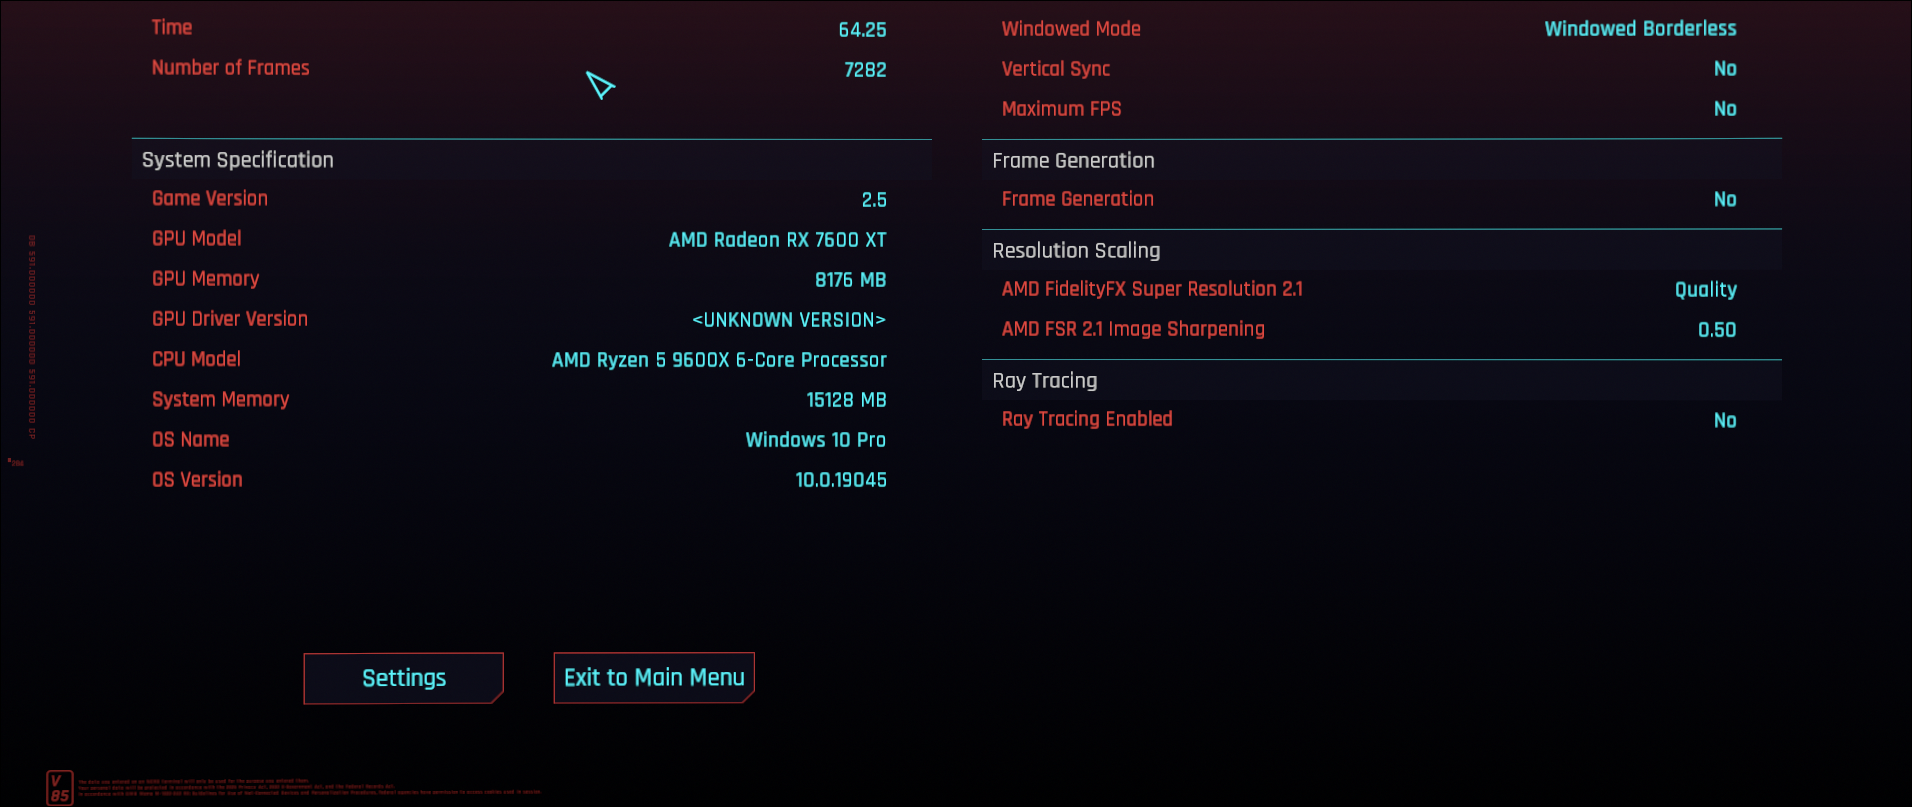 Time 64.25
Number of Frames 7282
System Specification
Game Version 2.5
GPU Model AMD Radeon RX 7600 XT
GPU Memory 8176 MB
GPU Driver Version <UNKNOWN VERSION>
CPU Model AMD Ryzen 5 9600X 6-Core Processor
System Memory 15128 MB
OS Name Windows 10 Pro
OS Version 10.0.19045
Windowed Mode Windowed Borderless
Vertical Sync No
Maximum FPS No
Frame Generation
Frame Generation No
Resolution Scaling
AMD FidelityFX Super Resolution 2.1 Quality
AMD FSR 2.1 Image Sharpening 0.50
Ray Tracing
Ray Tracing Enabled No
Settings
Exit to Main Menu
V
85